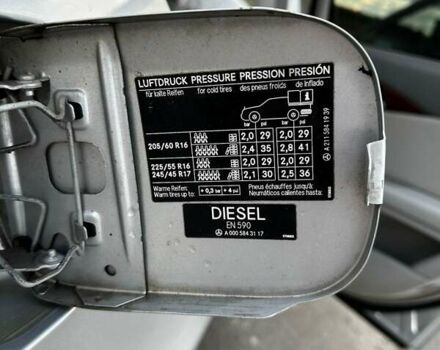 LUFTDRUCK PRESSURE PRESSION PRESIÓN
für kalte Reifen for cold tires des pneus froids de inflado
bar psi bar psi
205/60 R16 2,0 29 2,0 29
2,4 35 2,8 41
225/55 R16 2,0 29 2,0 29
245/45 R17 2,1 30 2,5 36
Warme Reifen: Pneus échauffés jusqu'à:
Warm tires up to: + 0,3 bar + 4 psi Neumáticos calientes hasta:
A 211 584 19 39
DIESEL
EN 590
A 000 584 31 17